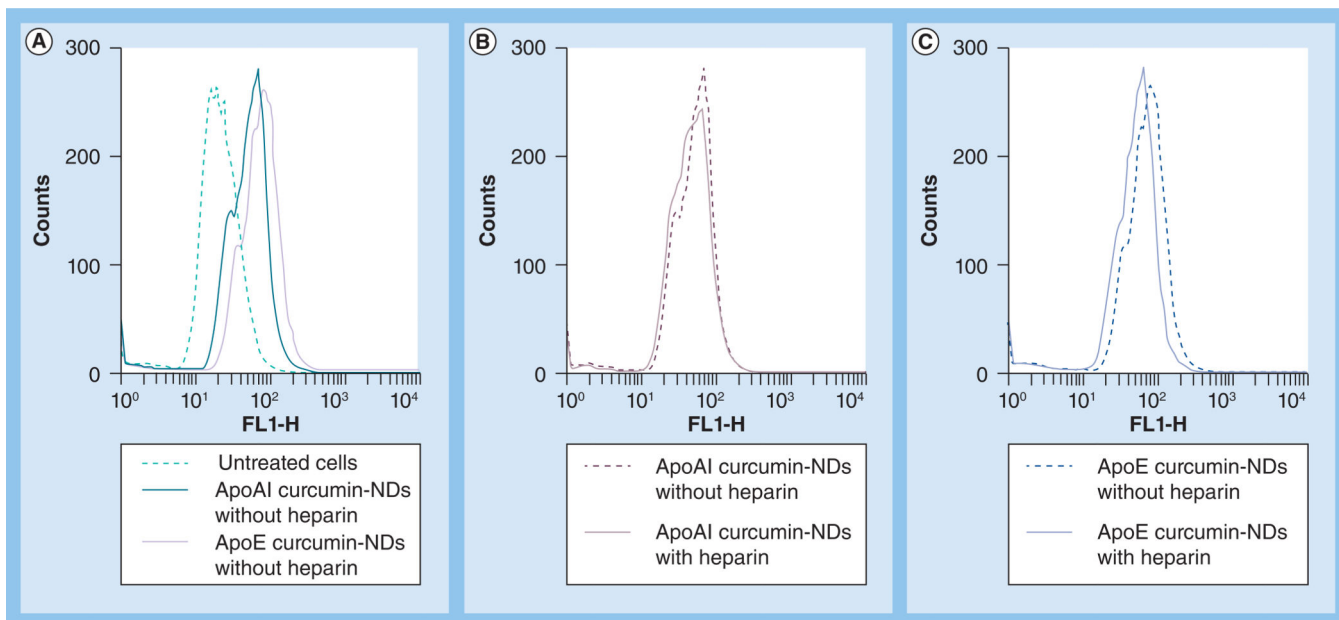 A
300
200
100
0
Counts
10⁰ 10¹ 10² 10³ 10⁴
FL1-H
Untreated cells
ApoAI curcumin-NDs
without heparin
ApoE curcumin-NDs
without heparin
B
300
200
100
0
Counts
10⁰ 10¹ 10² 10³ 10⁴
FL1-H
ApoAI curcumin-NDs
without heparin
ApoAI curcumin-NDs
with heparin
C
300
200
100
0
Counts
10⁰ 10¹ 10² 10³ 10⁴
FL1-H
ApoE curcumin-NDs
without heparin
ApoE curcumin-NDs
with heparin